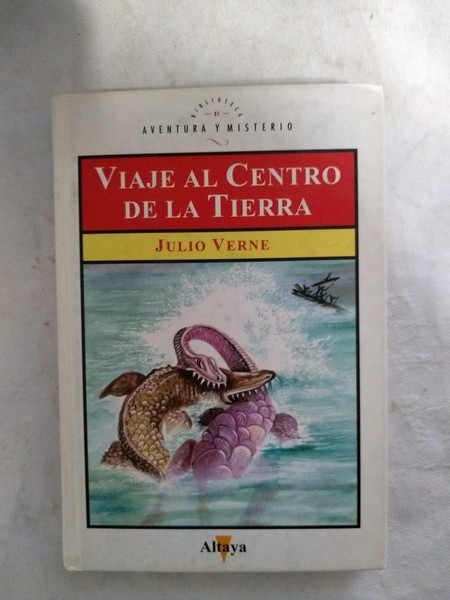 BIBLIOTECA
DE
AVENTURA Y MISTERIO
VIAJE AL CENTRO
DE LA TIERRA
JULIO VERNE
Altaya